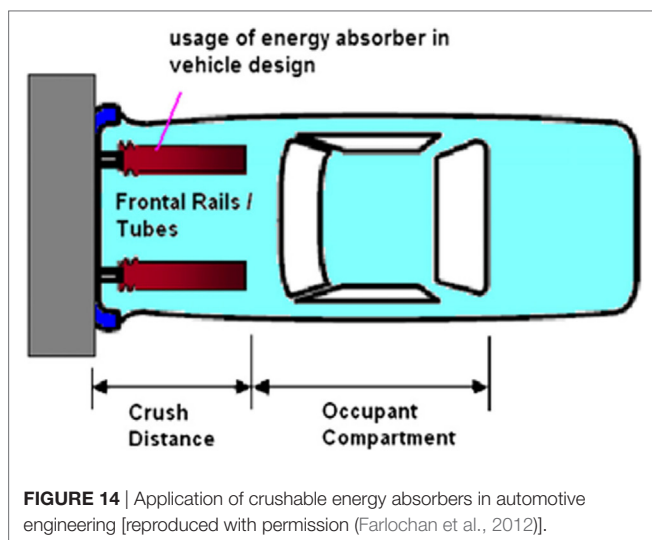 usage of energy absorber in
vehicle design
Frontal Rails /
Tubes
Crush
Distance
Occupant
Compartment
FIGURE 14 | Application of crushable energy absorbers in automotive
engineering [reproduced with permission (Farlochan et al., 2012)].